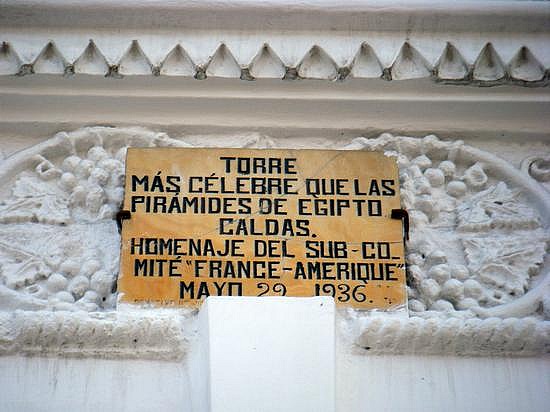 TORRE
MÁS CÉLEBRE QUE LAS
PIRÁMIDES DE EGIPTO
CALDAS.
HOMENAJE DEL SUB-CO-
MITÉ "FRANCE-AMERIQUE"
MAYO 29, 1936.